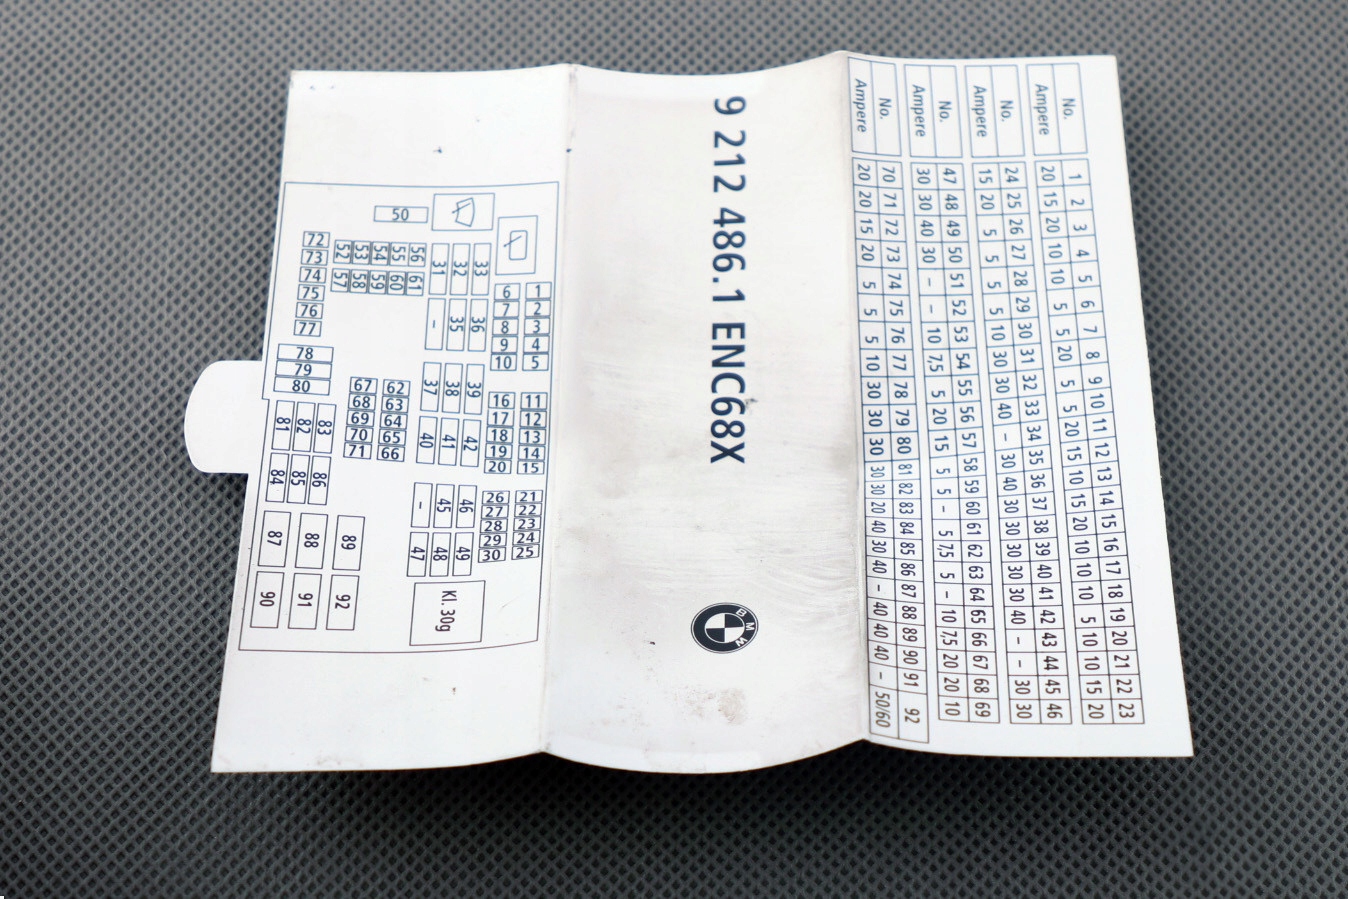 No. 1 2 3 4 5 6 7 8 9 10 11 12 13 14 15 16 17 18 19 20 21 22 23
Ampere 20 15 20 10 10 5 5 20 5 5 20 15 10 15 20 10 10 10 5 10 10 15 20
No. 24 25 26 27 28 29 30 31 32 33 34 35 36 37 38 39 40 41 42 43 44 45 46
Ampere 15 20 5 5 5 5 10 30 30 40 – 30 40 30 30 30 30 30 40 – – 30 30
No. 47 48 49 50 51 52 53 54 55 56 57 58 59 60 61 62 63 64 65 66 67 68 69
Ampere 30 30 40 30 – – 10 7,5 5 20 15 5 5 – 5 7,5 5 – 10 7,5 20 20 10
No. 70 71 72 73 74 75 76 77 78 79 80 81 82 83 84 85 86 87 88 89 90 91 92
Ampere 20 20 15 20 5 5 5 10 30 30 30 30 30 20 40 30 40 – 40 40 40 – 50/60
9 212 486.1 ENC68X
BMW
1 2 3 4 5 11 12 13 14 15 21 22 23 24 25
6 7 8 9 10 16 17 18 19 20 26 27 28 29 30
33 36 39 42 46 49
32 35 38 41 45 48
31 – 37 40 – 47
Kl. 30g
50
56 61
55 60
54 59
53 58
52 57
62 63 64 65 66
67 68 69 70 71
72 73 74 75 76 77
78 79 80
83 86
82 85
81 84
89 92
88 91
87 90